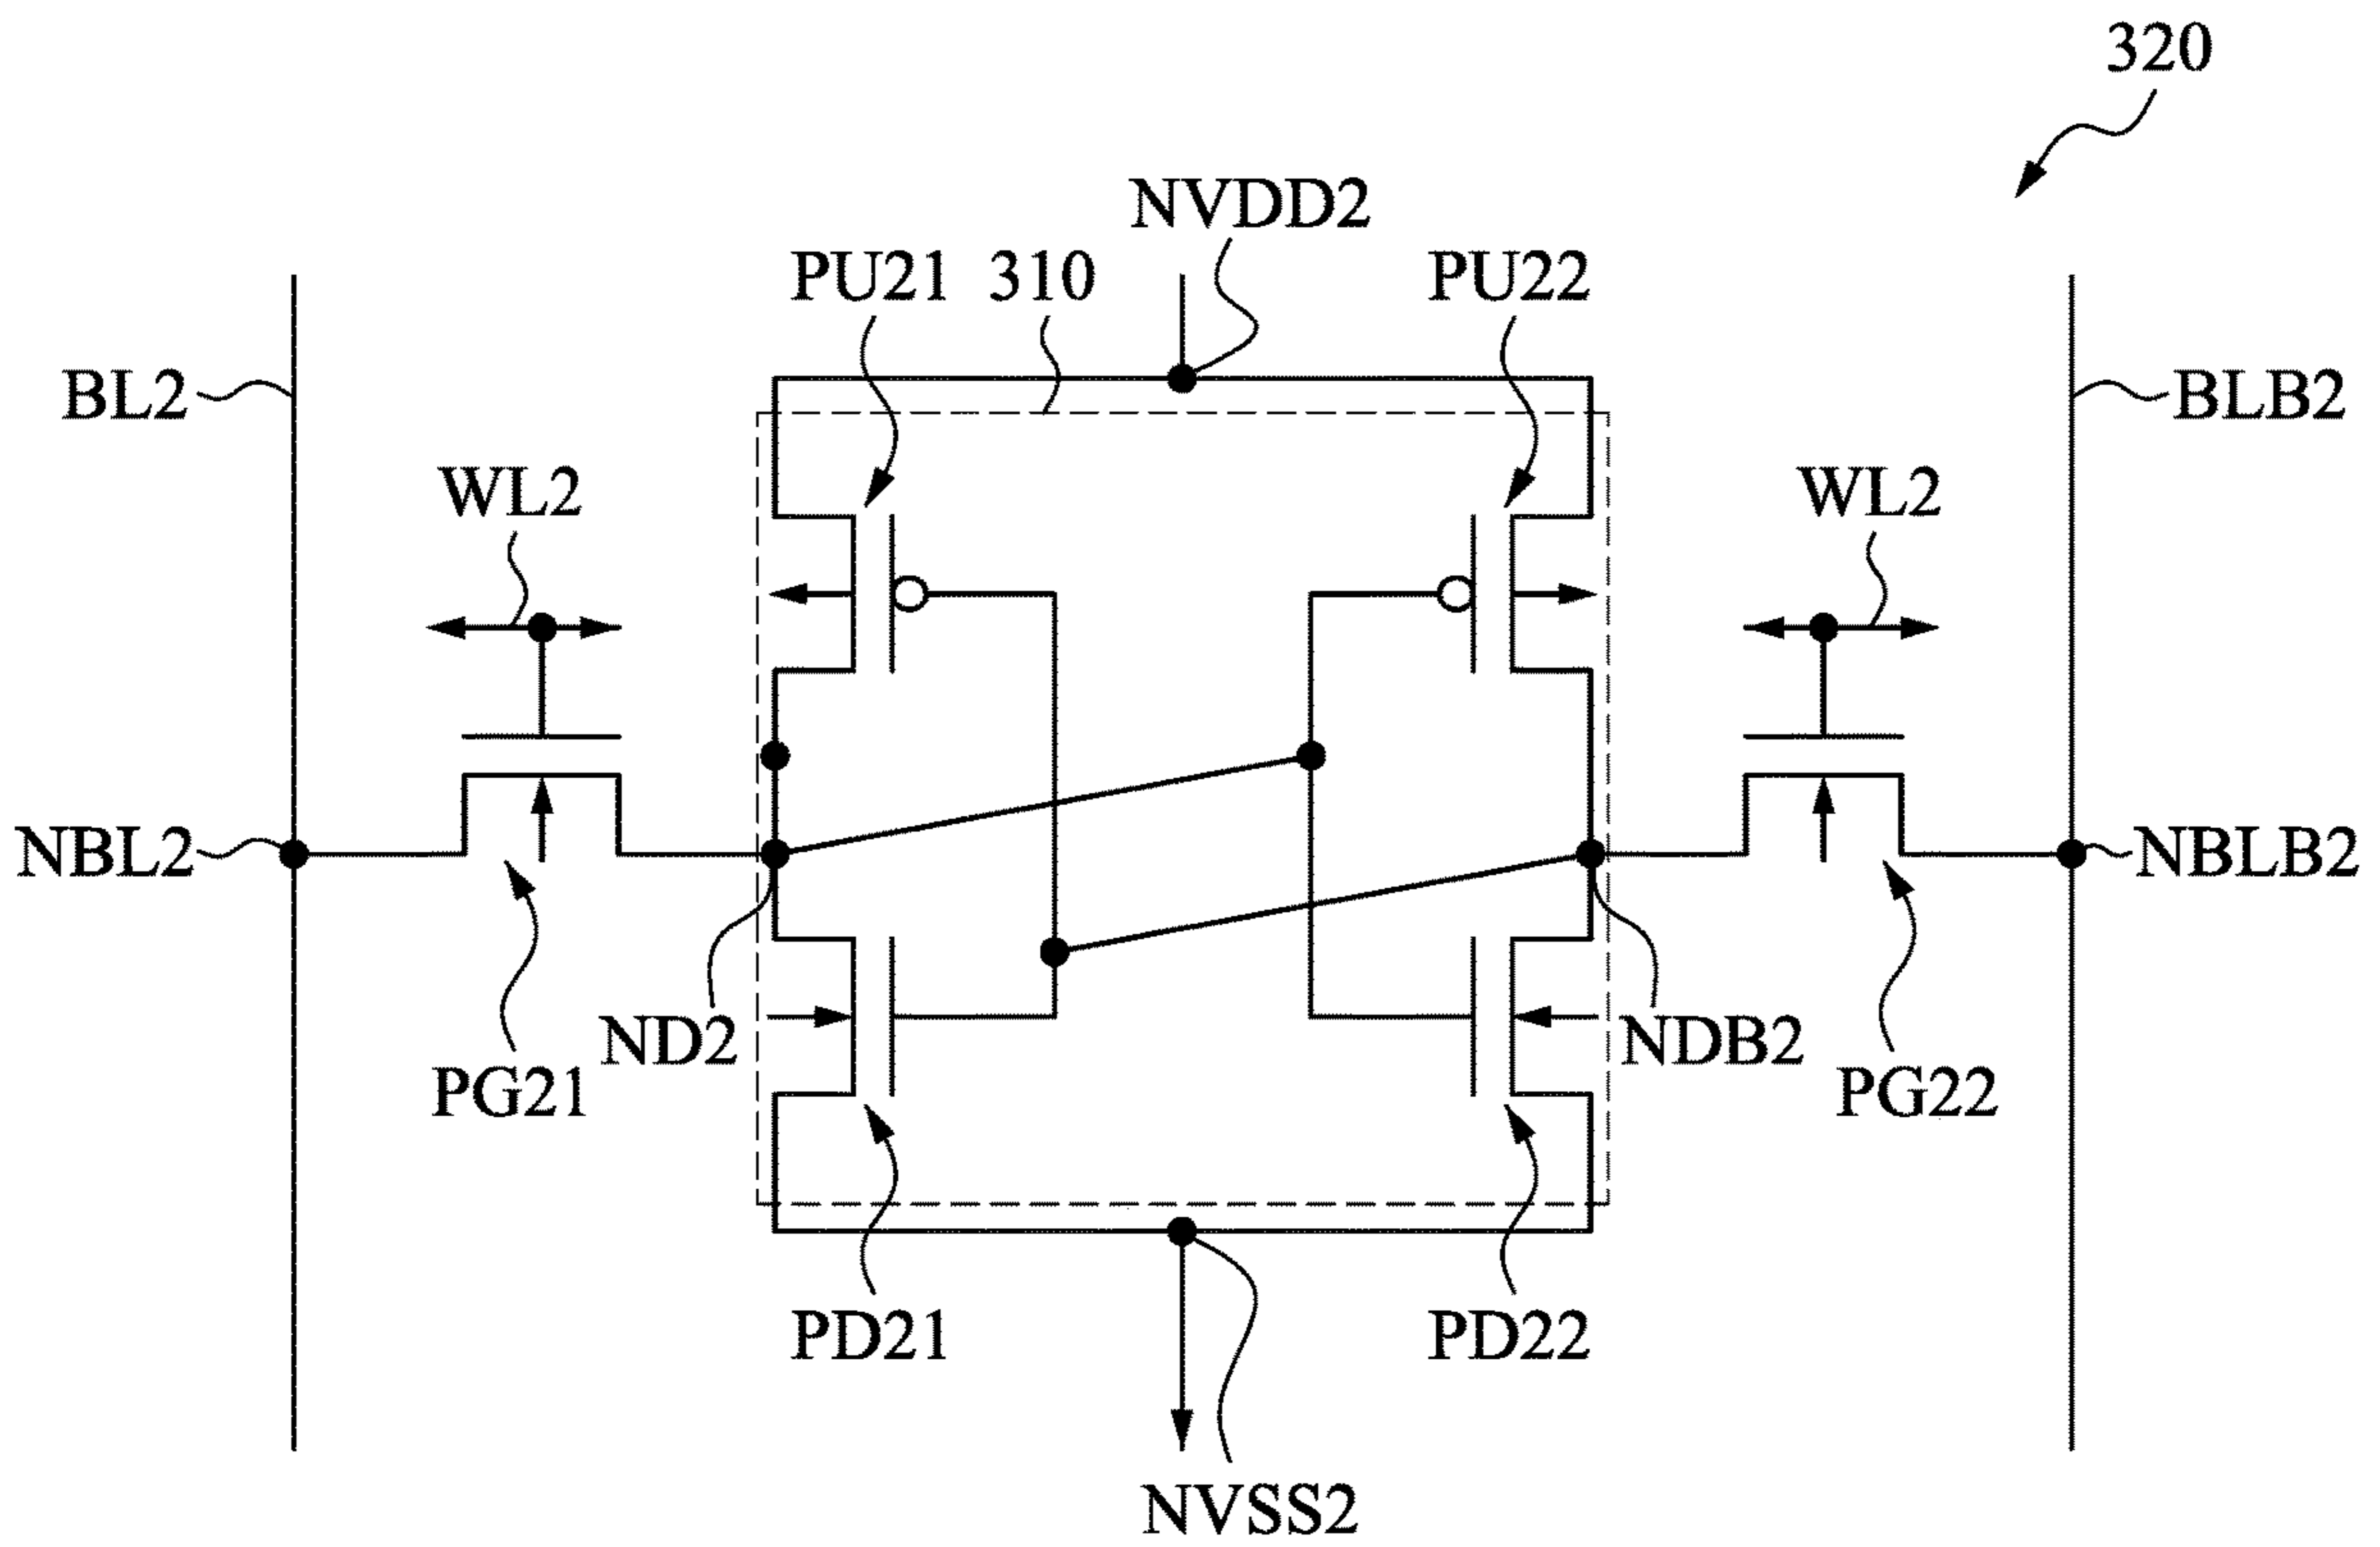 320
NVDD2
PU21
310
PU22
BL2
BLB2
WL2
WL2
NBL2
NBLB2
ND2
NDB2
PG21
PG22
PD21
PD22
NVSS2